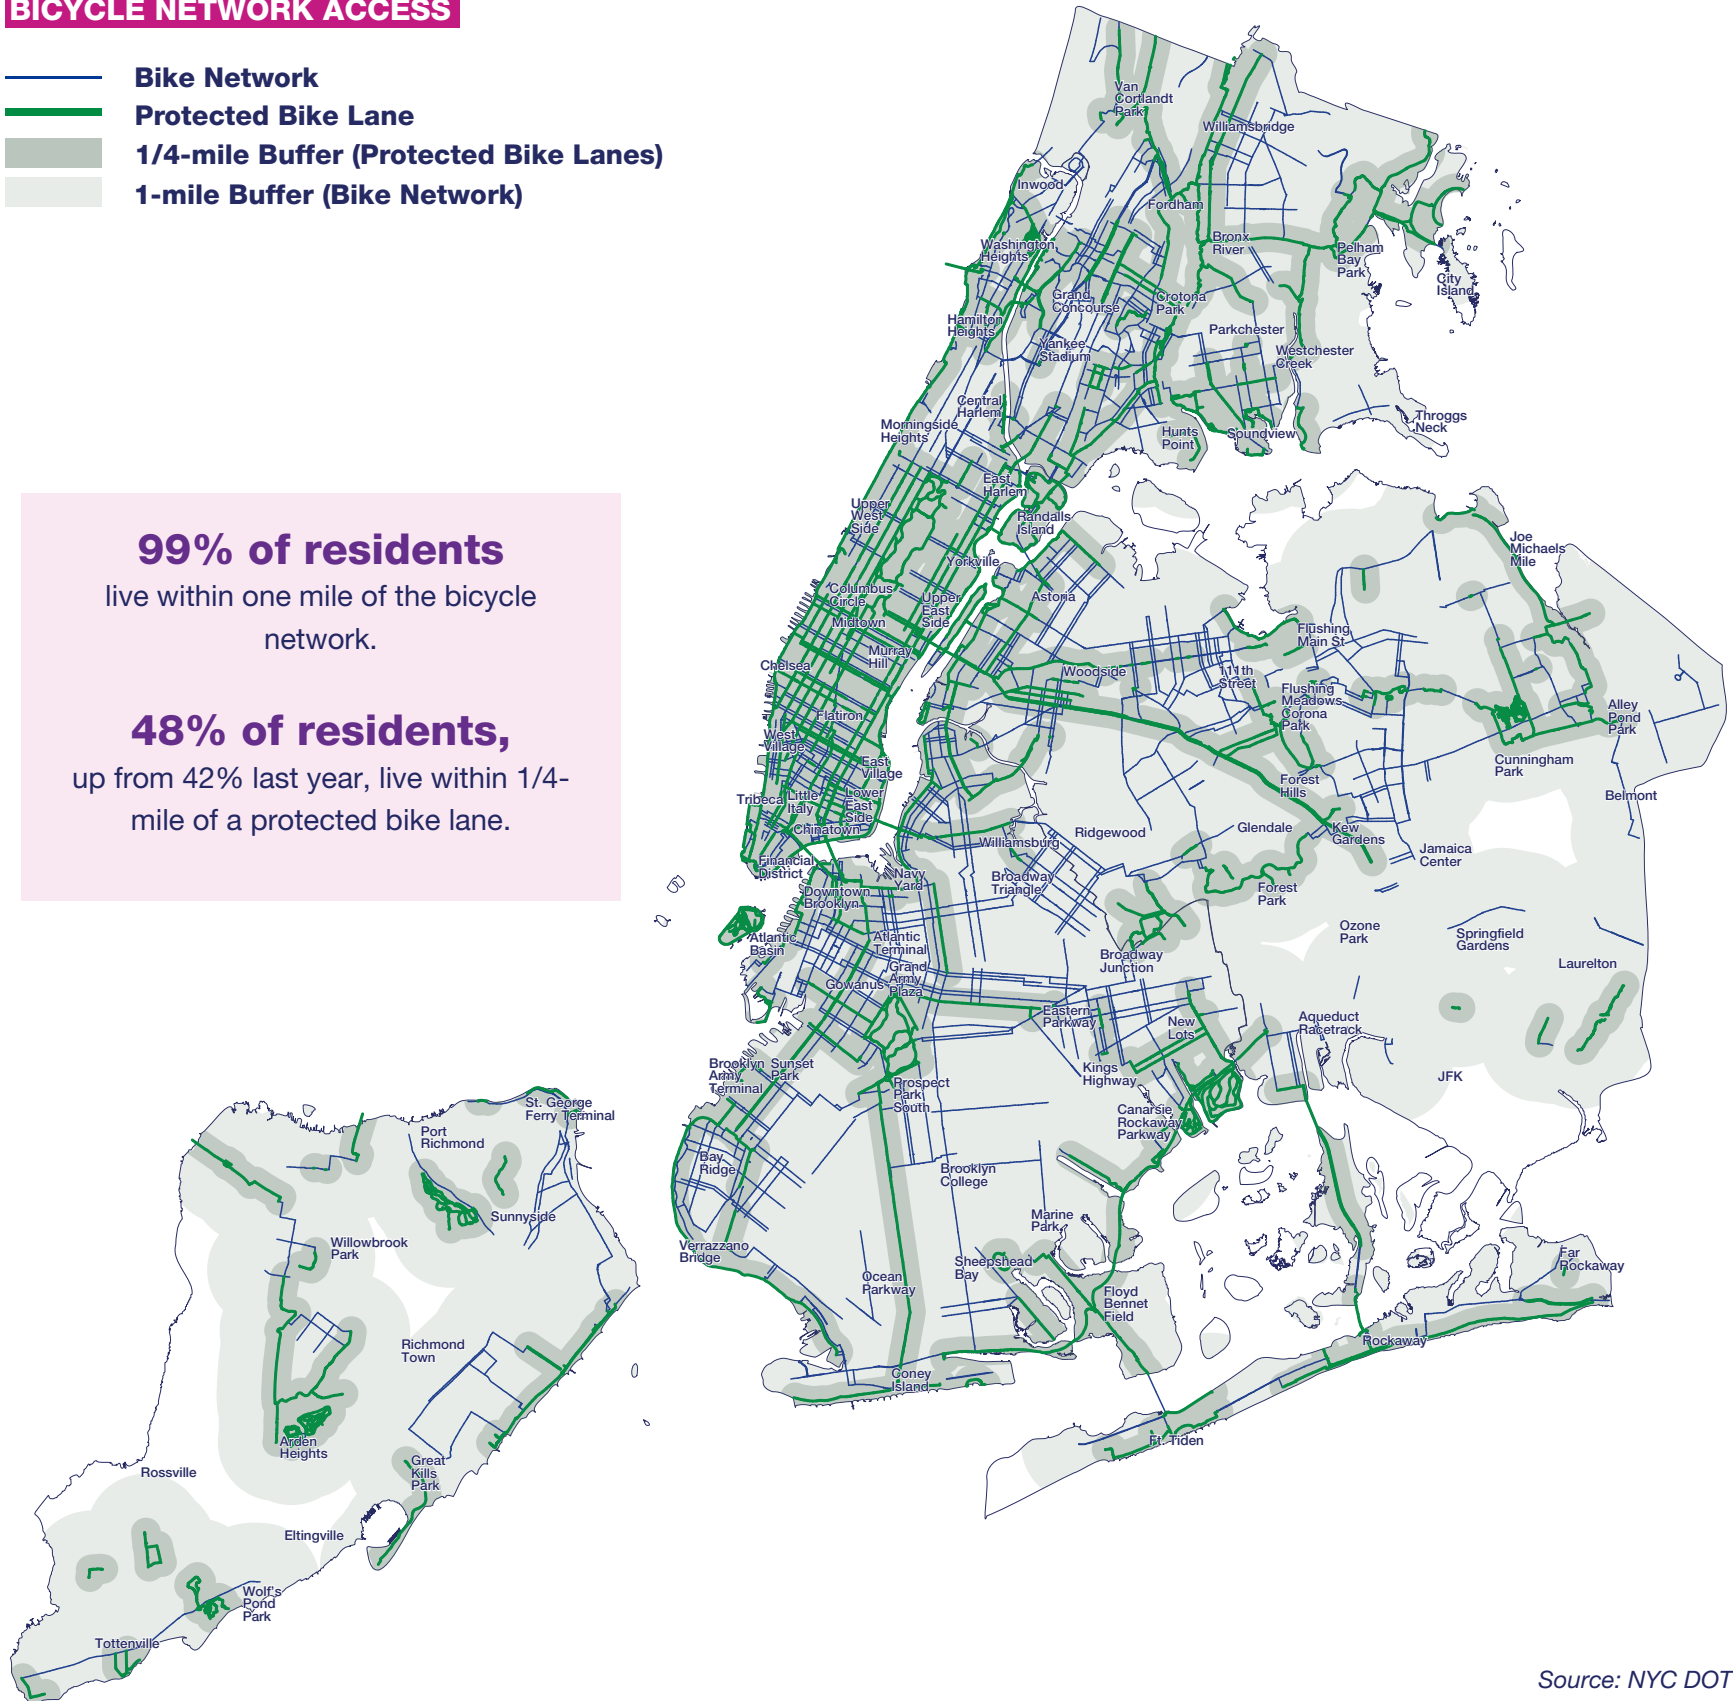 BICYCLE NETWORK ACCESS
Bike Network
Protected Bike Lane
1/4-mile Buffer (Protected Bike Lanes)
1-mile Buffer (Bike Network)
99% of residents
live within one mile of the bicycle
network.
48% of residents,
up from 42% last year, live within 1/4-
mile of a protected bike lane.
Van
Cortlandt
Park
Williamsbridge
Inwood
Fordham
Washington
Heights
Bronx
River
Pelham
Bay
Park
City
Island
Grand
Concourse
Crotona
Park
Hamilton
Heights
Parkchester
Yankee
Stadium
Westchester
Creek
Central
Harlem
Morningside
Heights
Hunts
Point
Soundview
Throggs
Neck
East
Harlem
Upper
West
Side
Randalls
Island
Joe
Michaels
Mile
Yorkville
Columbus
Circle
Upper
East
Side
Astoria
Midtown
Flushing
Main St
Murray
Hill
Chelsea
Woodside
111th
Street
Flushing
Meadows
Corona
Park
Flatiron
Alley
Pond
Park
West
Village
East
Village
Cunningham
Park
Forest
Hills
Belmont
Tribeca
Little
Italy
Lower
East
Side
Chinatown
Williamsburg
Ridgewood
Glendale
Kew
Gardens
Jamaica
Center
Financial
District
Navy
Yard
Broadway
Triangle
Downtown
Brooklyn
Forest
Park
Atlantic
Basin
Atlantic
Terminal
Ozone
Park
Springfield
Gardens
Broadway
Junction
Laurelton
Grand
Army
Plaza
Gowanus
Eastern
Parkway
New
Lots
Aqueduct
Racetrack
Brooklyn
Army
Terminal
Sunset
Park
Kings
Highway
JFK
Prospect
Park
South
Canarsie
Rockaway
Parkway
St. George
Ferry Terminal
Port
Richmond
Bay
Ridge
Brooklyn
College
Sunnyside
Marine
Park
Willowbrook
Park
Verrazzano
Bridge
Sheepshead
Bay
Far
Rockaway
Ocean
Parkway
Floyd
Bennet
Field
Richmond
Town
Rockaway
Coney
Island
Arden
Heights
Ft. Tiden
Great
Kills
Park
Rossville
Eltingville
Wolf's
Pond
Park
Tottenville
Source: NYC DOT